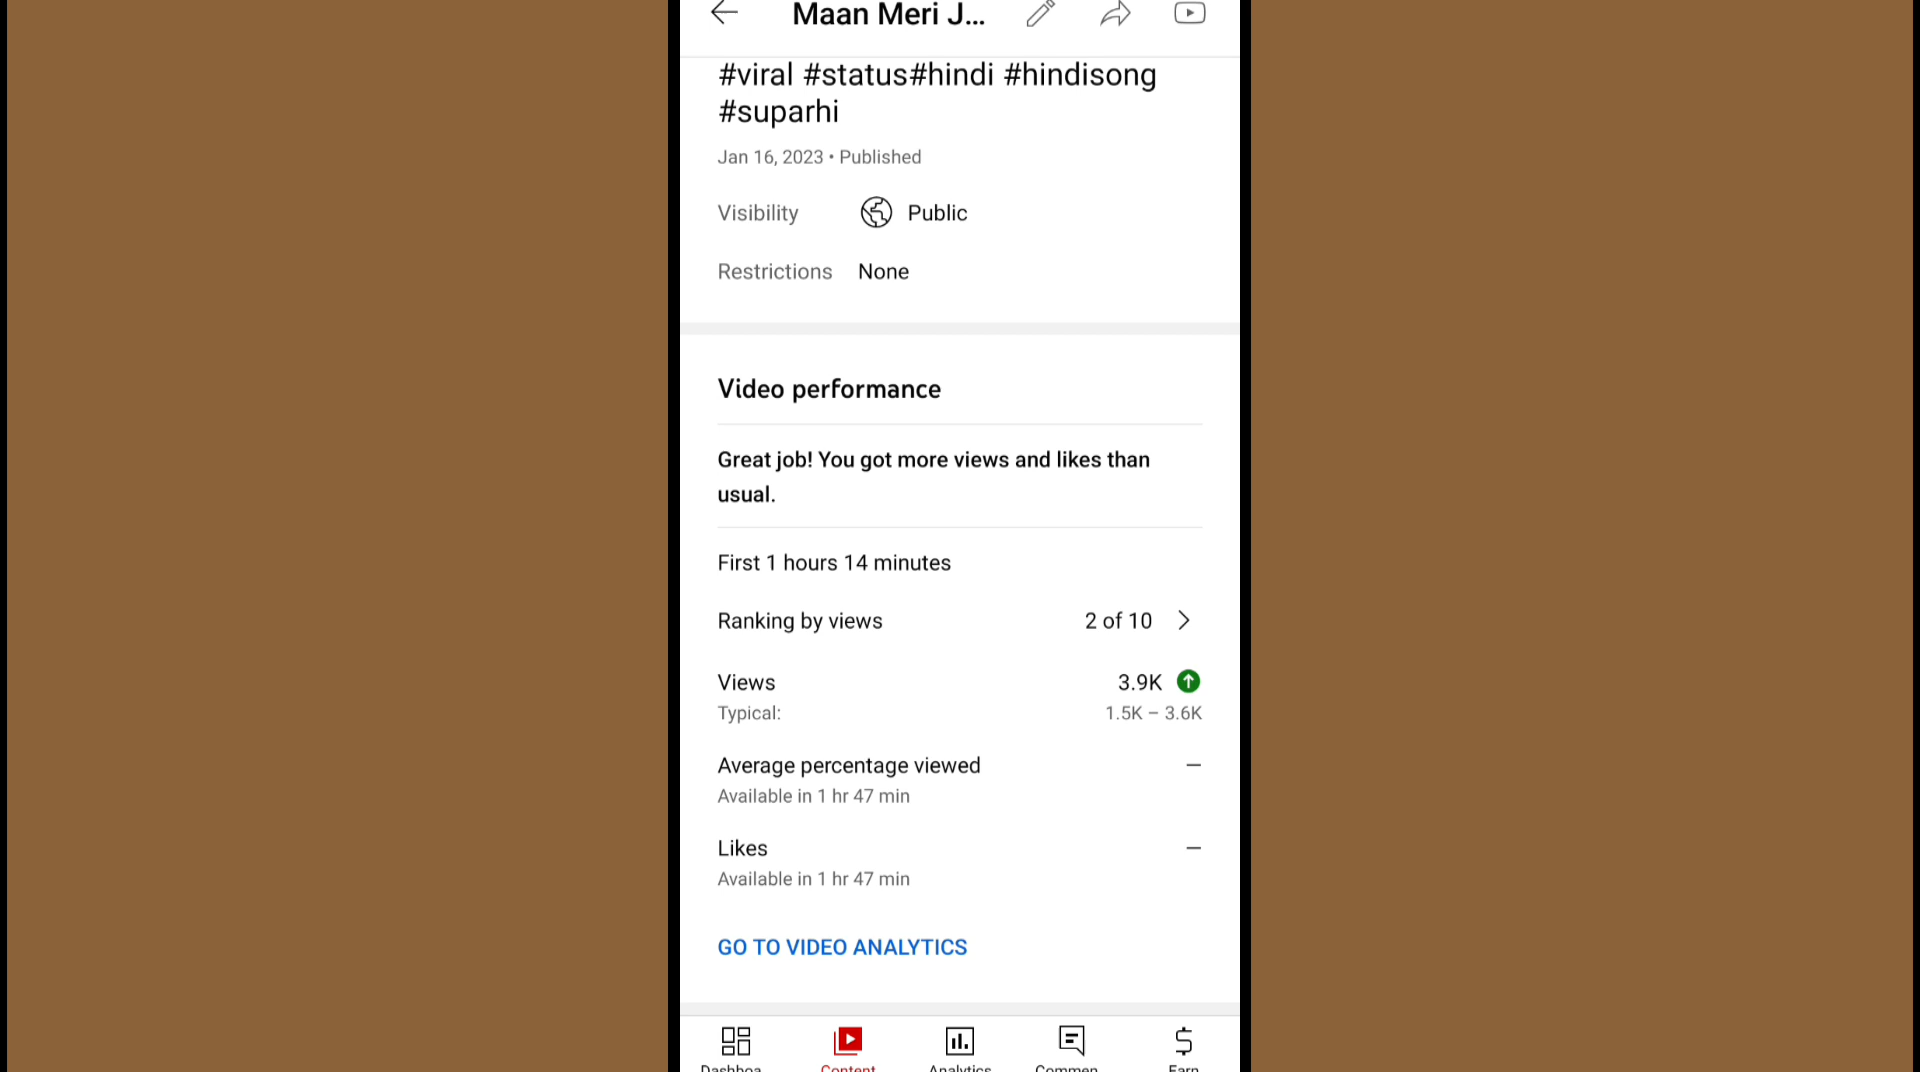 Maan Meri J...
#viral #status#hindi #hindisong
#suparhi
Jan 16, 2023 • Published
Visibility Public
Restrictions None
Video performance
Great job! You got more views and likes than
usual.
First 1 hours 14 minutes
Ranking by views 2 of 10
Views 3.9K
Typical: 1.5K – 3.6K
Average percentage viewed —
Available in 1 hr 47 min
Likes —
Available in 1 hr 47 min
GO TO VIDEO ANALYTICS
Dashboa Content Analytics Commen Earn